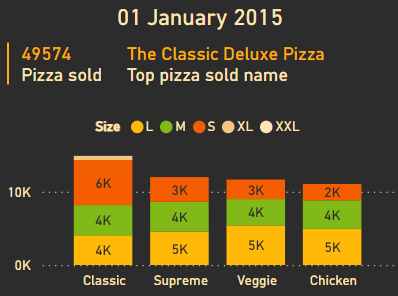 01 January 2015
49574 The Classic Deluxe Pizza
Pizza sold Top pizza sold name
Size L M S XL XXL
6K 3K 3K 2K
10K
4K 4K 4K 4K
4K 5K 5K 5K
0K
Classic Supreme Veggie Chicken